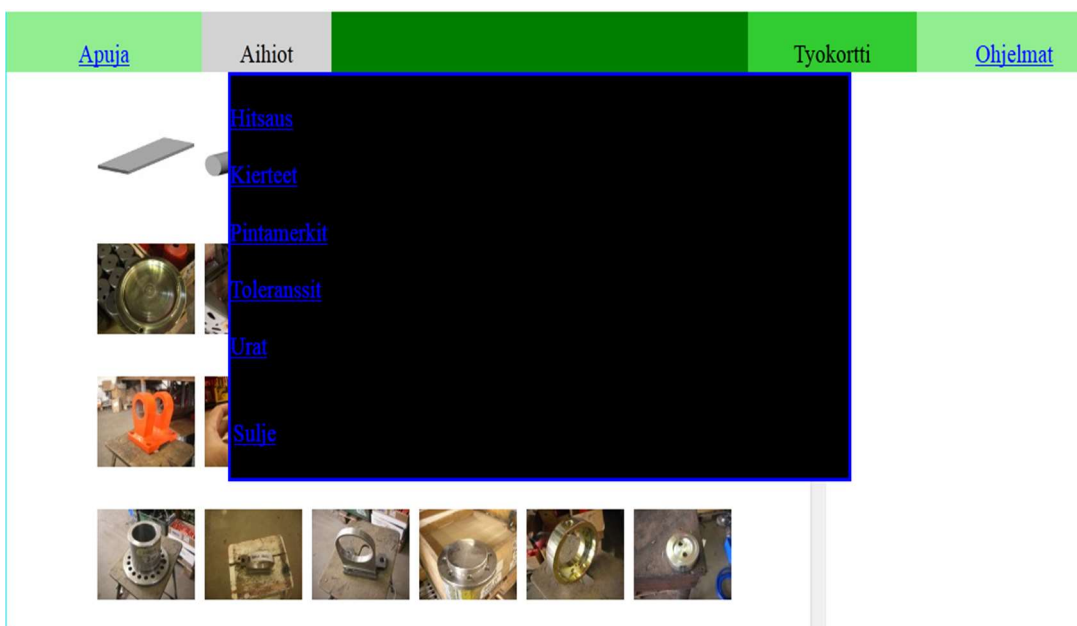 Apuja Aihiot Tyokortti Ohjelmat
Hitsaus
Kierteet
Pintamerkit
Toleranssit
Urat
Sulje